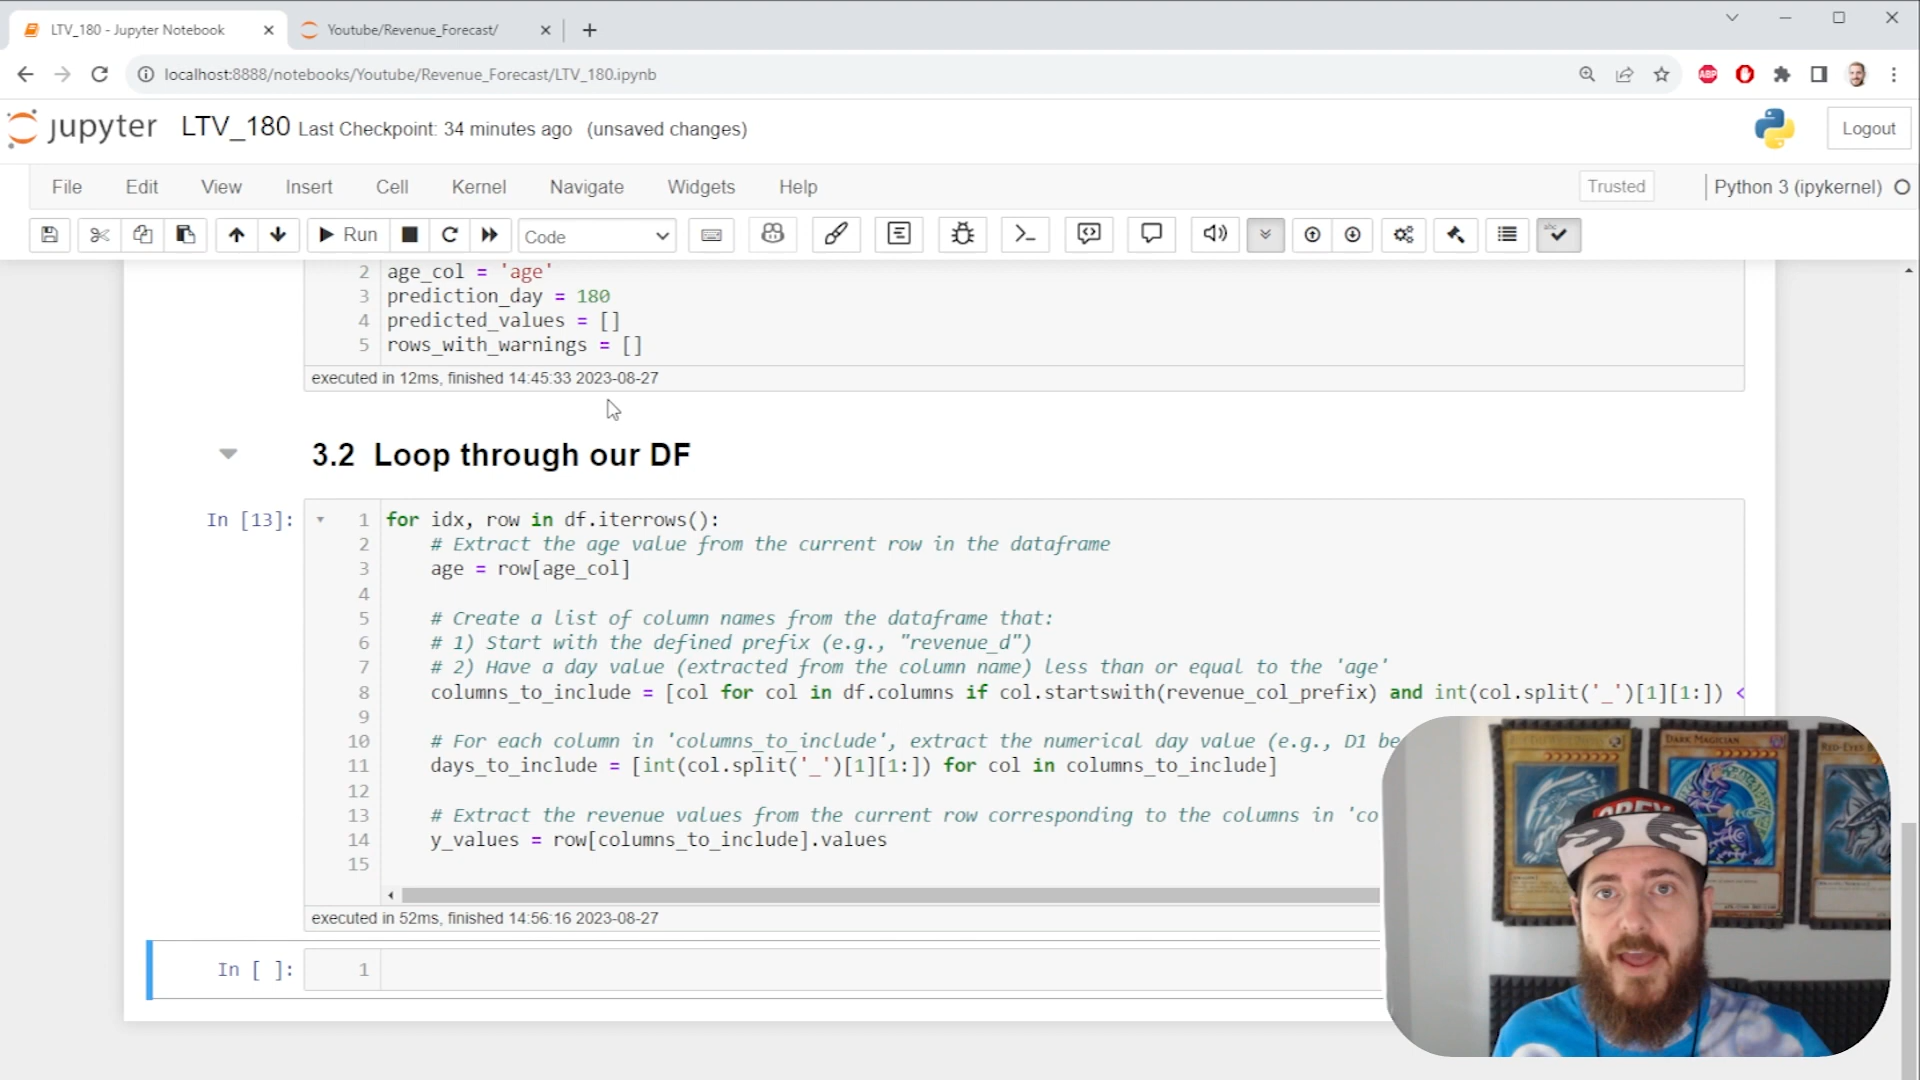 LTV_180 - Jupyter Notebook
Youtube/Revenue_Forecast/
localhost:8888/notebooks/Youtube/Revenue_Forecast/LTV_180.ipynb
ABP
jupyter LTV_180 Last Checkpoint: 34 minutes ago (unsaved changes)
Logout
File Edit View Insert Cell Kernel Navigate Widgets Help
Trusted
Python 3 (ipykernel)
Run
Code
abc
2 age_col = 'age'
3 prediction_day = 180
4 predicted_values = []
5 rows_with_warnings = []
executed in 12ms, finished 14:45:33 2023-08-27
3.2 Loop through our DF
In [13]:
1 for idx, row in df.iterrows():
2 # Extract the age value from the current row in the dataframe
3 age = row[age_col]
4
5 # Create a list of column names from the dataframe that:
6 # 1) Start with the defined prefix (e.g., "revenue_d")
7 # 2) Have a day value (extracted from the column name) less than or equal to the 'age'
8 columns_to_include = [col for col in df.columns if col.startswith(revenue_col_prefix) and int(col.split('_')[1][1:]) <
9
10 # For each column in 'columns_to_include', extract the numerical day value (e.g., D1 be
11 days_to_include = [int(col.split('_')[1][1:]) for col in columns_to_include]
12
13 # Extract the revenue values from the current row corresponding to the columns in 'co
14 y_values = row[columns_to_include].values
15
executed in 52ms, finished 14:56:16 2023-08-27
In [ ]:
1
DARK MAGICIAN
RED-EYES B
OBEY